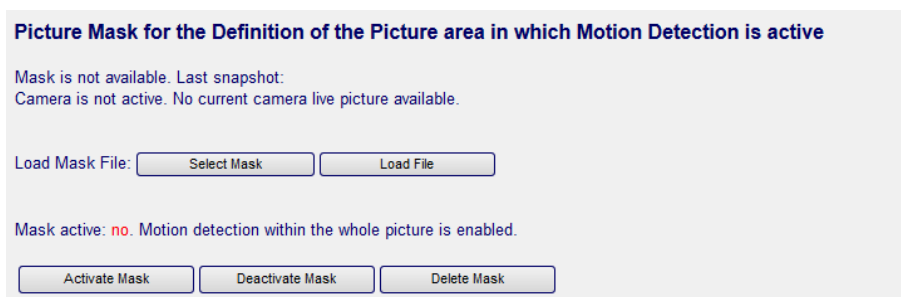 Picture Mask for the Definition of the Picture area in which Motion Detection is active
Mask is not available. Last snapshot:
Camera is not active. No current camera live picture available.
Load Mask File: Select Mask Load File
Mask active: no. Motion detection within the whole picture is enabled.
Activate Mask Deactivate Mask Delete Mask